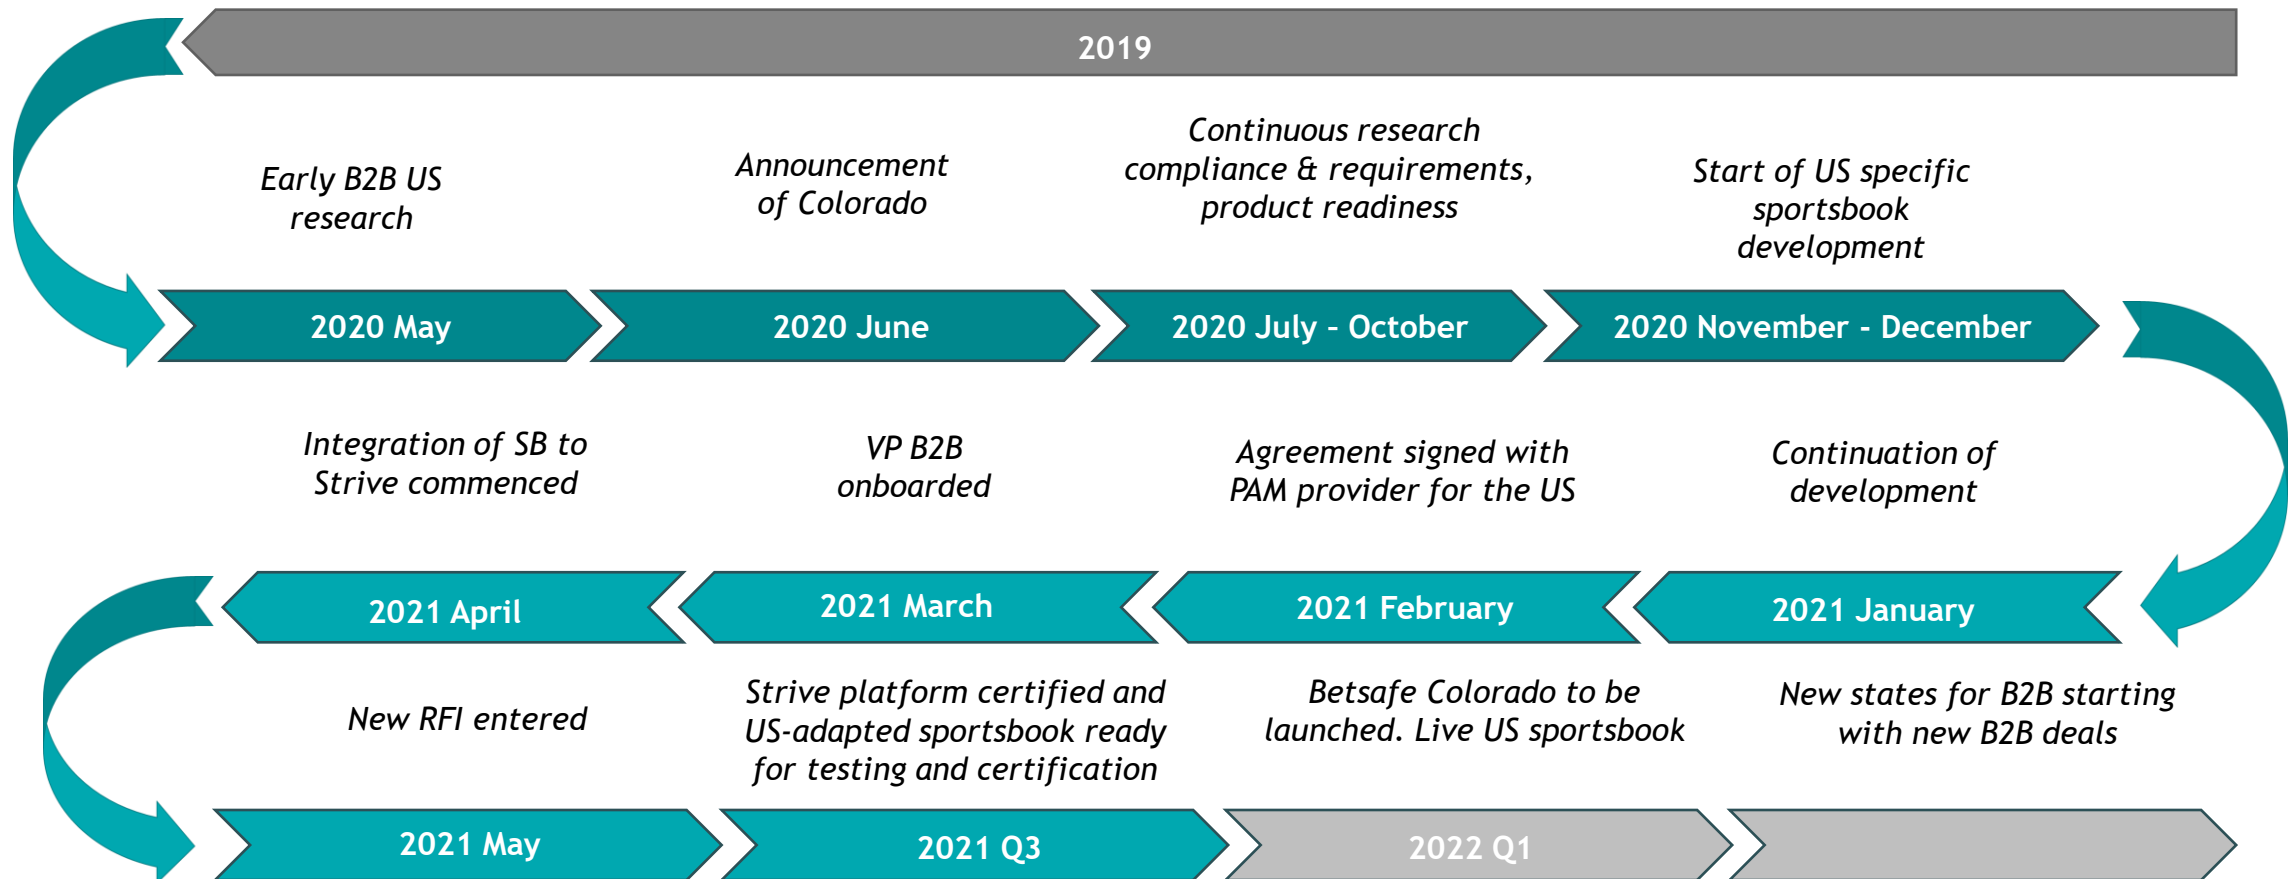 2019
Early B2B US
research
Announcement
of Colorado
Continuous research
compliance & requirements,
product readiness
Start of US specific
sportsbook
development
2020 May
2020 June
2020 July – October
2020 November - December
Integration of SB to
Strive commenced
VP B2B
onboarded
Agreement signed with
PAM provider for the US
Continuation of
development
2021 April
2021 March
2021 February
2021 January
New RFI entered
Strive platform certified and
US-adapted sportsbook ready
for testing and certification
Betsafe Colorado to be
launched. Live US sportsbook
New states for B2B starting
with new B2B deals
2021 May
2021 Q3
2022 Q1